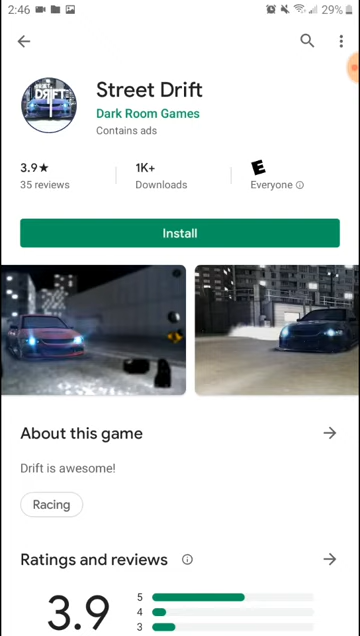 2:46
29%
Street Drift
Dark Room Games
Contains ads
3.9★
1K+
35 reviews
Downloads
E
Everyone
Install
About this game
Drift is awesome!
Racing
Ratings and reviews
3.9
5
4
3